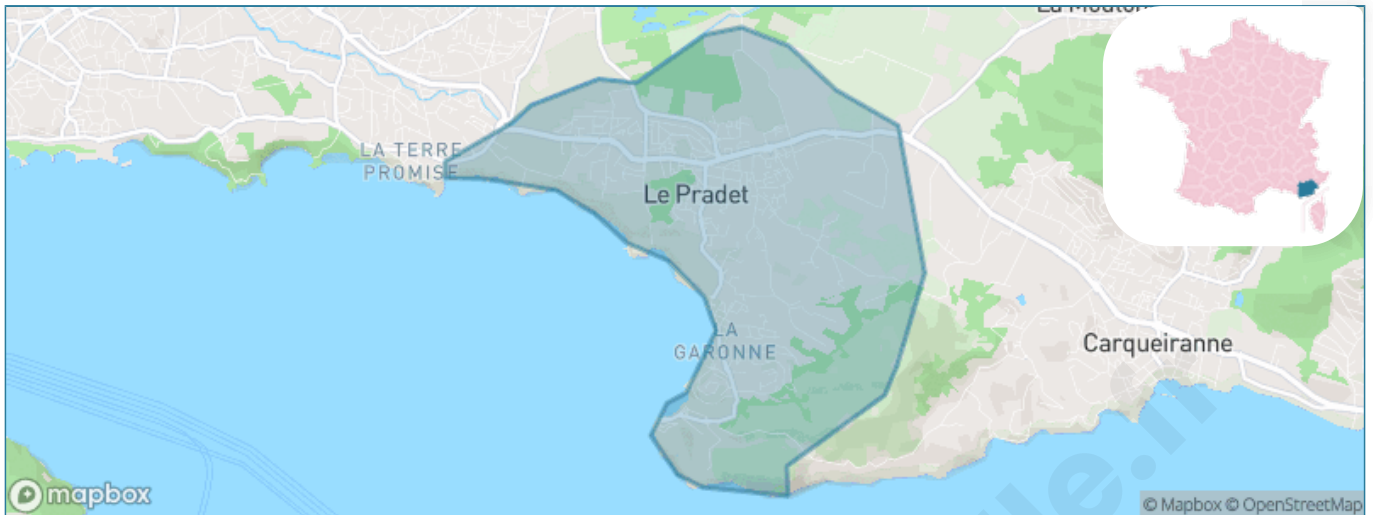 LA TERRE
PROMISE
Le Pradet
LA
GARONNE
Carqueiranne
mapbox
© Mapbox © OpenStreetMap